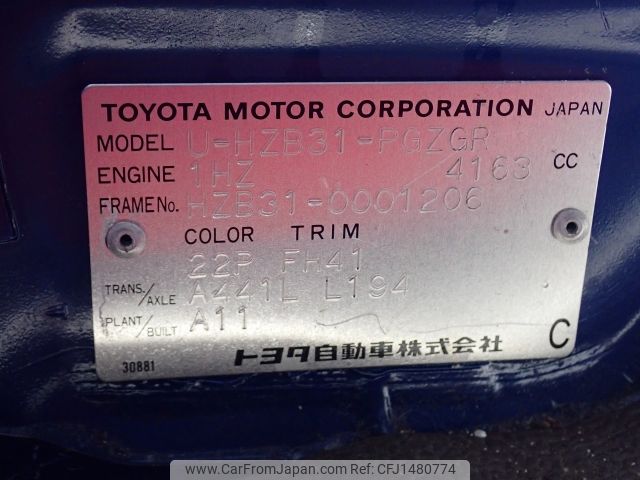 TOYOTA MOTOR CORPORATION JAPAN
MODEL U-HZB31-PGZGR
ENGINE 1HZ 4163 CC
FRAME No. HZB31-0001206
COLOR TRIM
22P FH41
TRANS./AXLE A441L L194
PLANT/BUILT A11
トヨタ自動車株式会社 C
30881
www.CarFromJapan.com - CFJ1480774